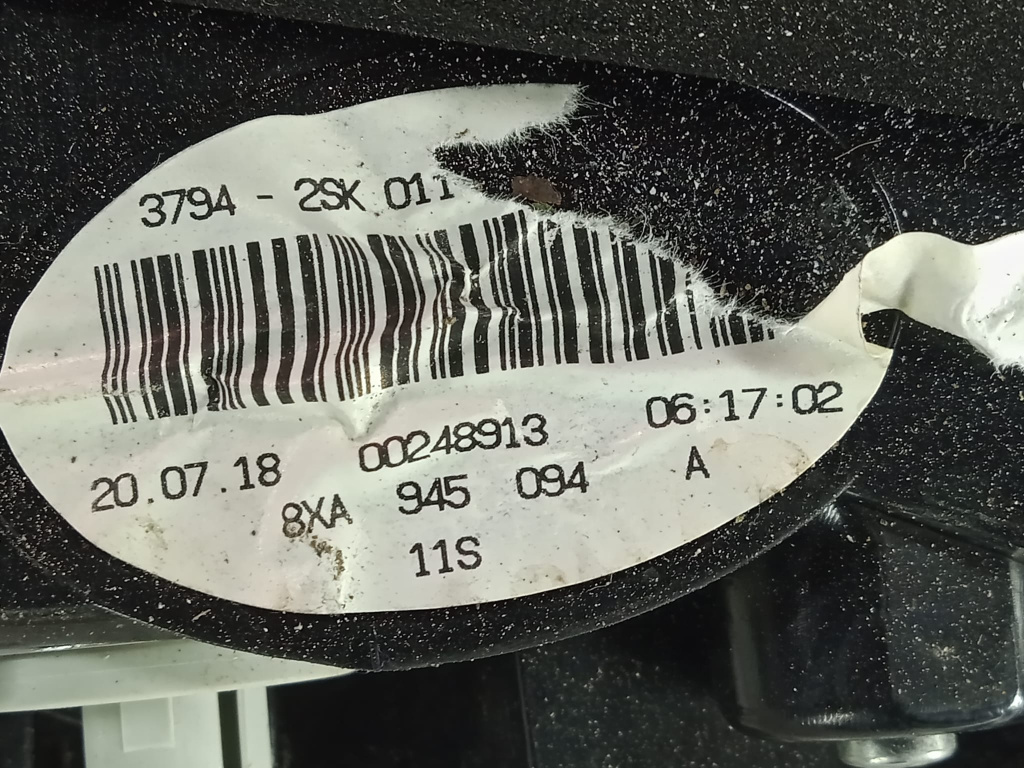 3794 - 2SK 011
20.07.18 00248913 06:17:02
8XA 945 094 A
11S